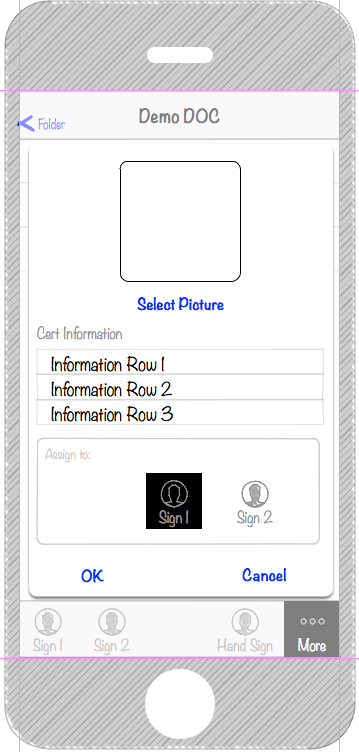 Demo DOC
Folder
Select Picture
Cert Information
Information Row 1
Information Row 2
Information Row 3
Assign to:
Sign 1
Sign 2
OK
Cancel
Sign 1
Sign 2
Hand Sign
More